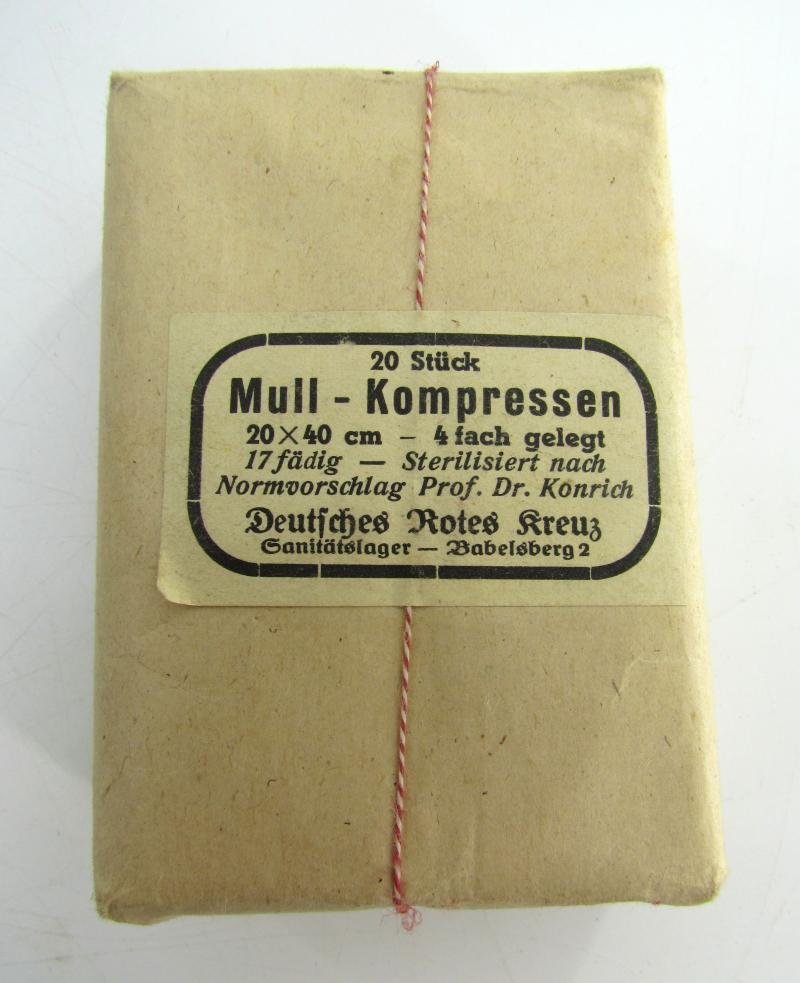 20 Stück
Mull - Kompressen
20×40 cm – 4 fach gelegt
17 fädig — Sterilisiert nach
Normvorschlag Prof. Dr. Konrich
Deutſches Rotes Kreuz
Sanitätslager — Babelsberg 2